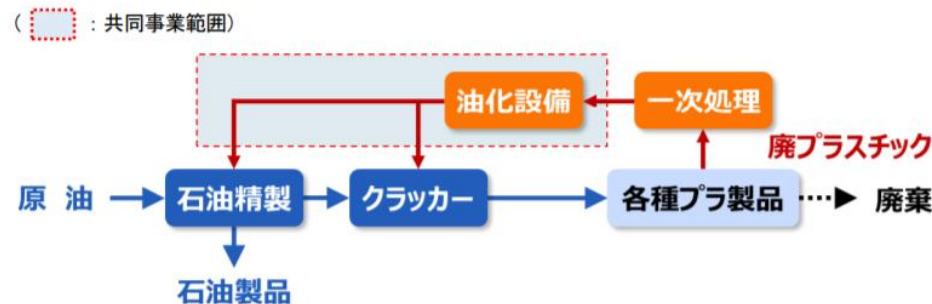 ( : 共同事業範囲)
油化設備
一次処理
廃プラスチック
原 油
石油精製
クラッカー
各種プラ製品
廃棄
石油製品